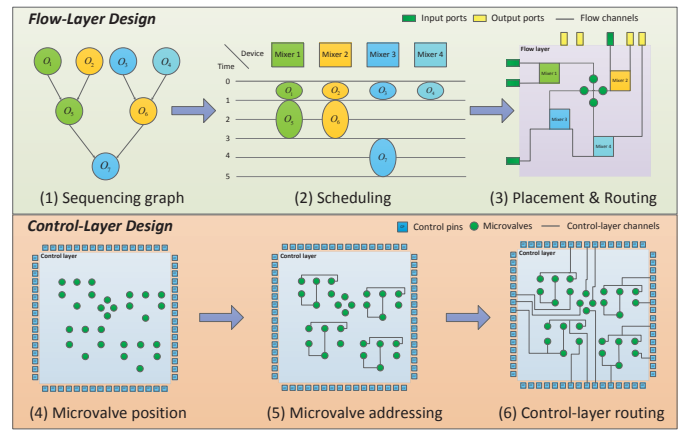 Flow-Layer Design
Input ports Output ports Flow channels
O1 O2 O3 O4
O5 O6
O7
(1) Sequencing graph
Device
Time
Mixer 1 Mixer 2 Mixer 3 Mixer 4
0
1
2
3
4
5
O1 O2 O3 O4
O5 O6
O7
(2) Scheduling
Flow layer
Mixer 1
Mixer 2
Mixer 3
Mixer 4
(3) Placement & Routing
Control-Layer Design
Control pins Microvalves Control-layer channels
Control layer
(4) Microvalve position
Control layer
(5) Microvalve addressing
Control layer
(6) Control-layer routing